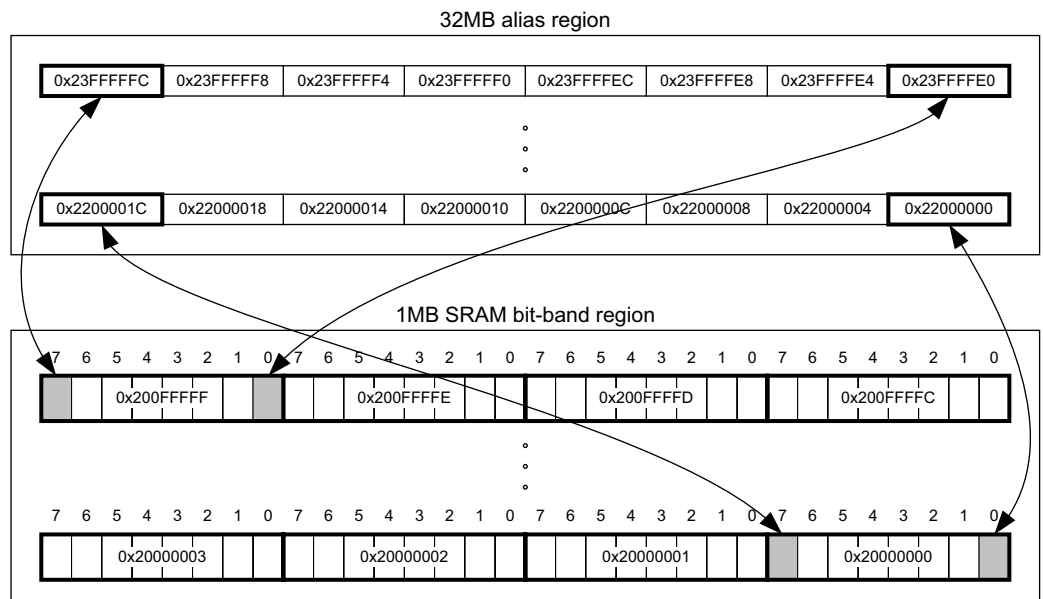 32MB alias region
0x23FFFFFC 0x23FFFFF8 0x23FFFFF4 0x23FFFFF0 0x23FFFFEC 0x23FFFFE8 0x23FFFFE4 0x23FFFFE0
0x2200001C 0x22000018 0x22000014 0x22000010 0x2200000C 0x22000008 0x22000004 0x22000000
1MB SRAM bit-band region
7 6 5 4 3 2 1 0 7 6 5 4 3 2 1 0 7 6 5 4 3 2 1 0 7 6 5 4 3 2 1 0
0x200FFFFF 0x200FFFFE 0x200FFFFD 0x200FFFFC
7 6 5 4 3 2 1 0 7 6 5 4 3 2 1 0 7 6 5 4 3 2 1 0 7 6 5 4 3 2 1 0
0x20000003 0x20000002 0x20000001 0x20000000